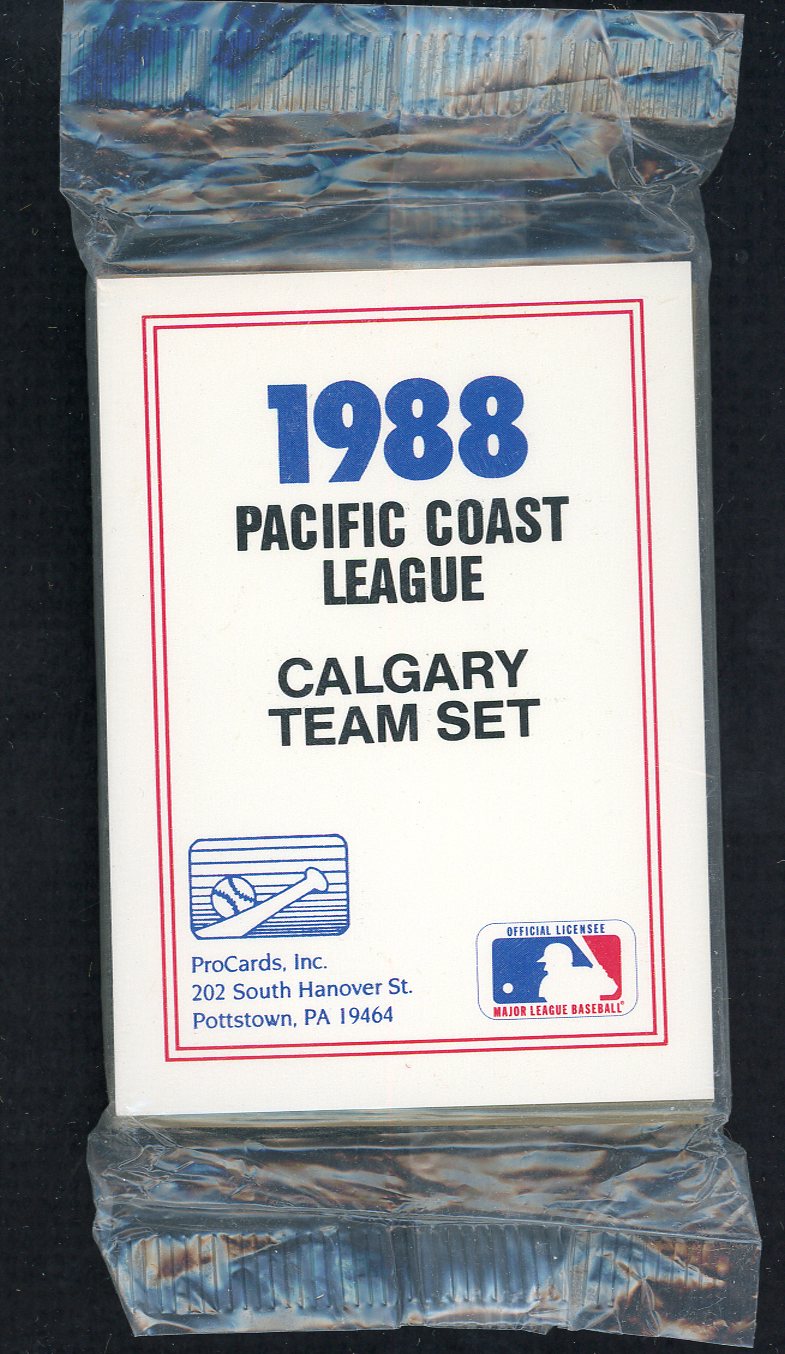 1988
PACIFIC COAST
LEAGUE
CALGARY
TEAM SET
ProCards, Inc.
202 South Hanover St.
Pottstown, PA 19464
OFFICIAL LICENSEE
MAJOR LEAGUE BASEBALL®